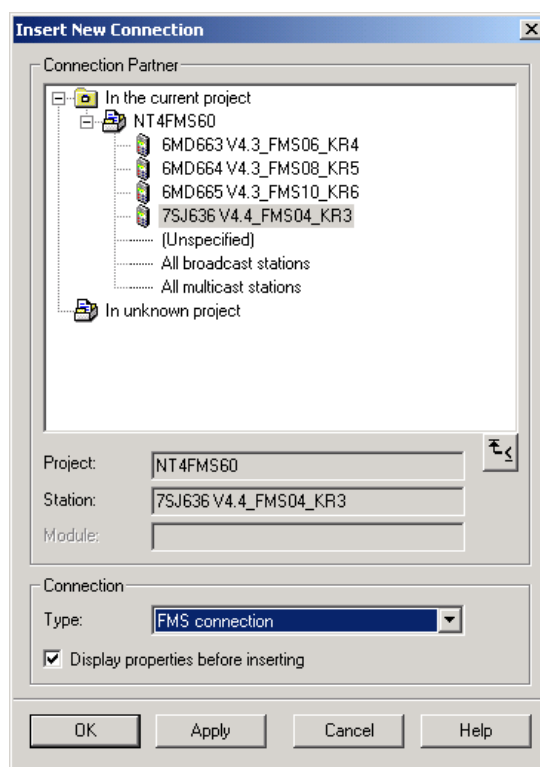 Insert New Connection
Connection Partner
In the current project
NT4FMS60
6MD663 V4.3_FMS06_KR4
6MD664 V4.3_FMS08_KR5
6MD665 V4.3_FMS10_KR6
7SJ636 V4.4_FMS04_KR3
(Unspecified)
All broadcast stations
All multicast stations
In unknown project
Project: NT4FMS60
Station: 7SJ636 V4.4_FMS04_KR3
Module:
Connection
Type: FMS connection
Display properties before inserting
OK Apply Cancel Help